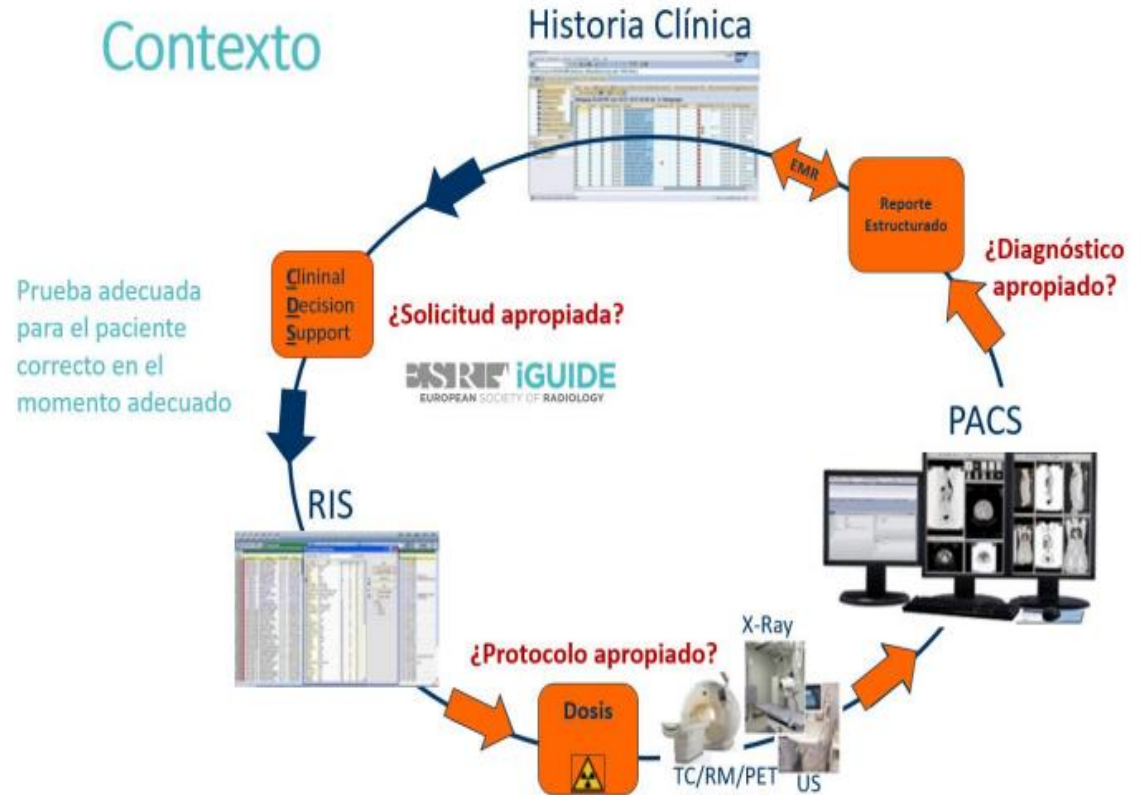 Contexto
Historia Clínica
EMR
Reporte
Estructurado
¿Diagnóstico
apropiado?
Clininal
Decision
Support
¿Solicitud apropiada?
Prueba adecuada
para el paciente
correcto en el
momento adecuado
ESR iGUIDE
EUROPEAN SOCIETY OF RADIOLOGY
PACS
RIS
¿Protocolo apropiado?
X-Ray
Dosis
TC/RM/PET
US